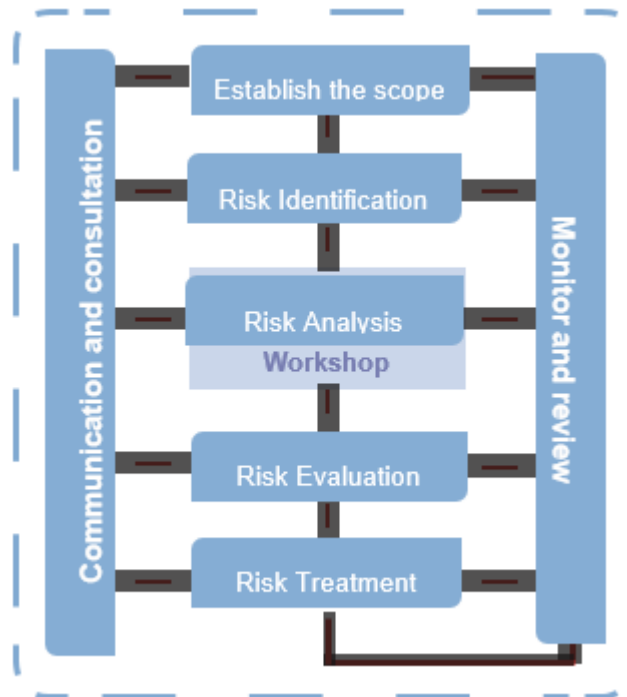 Communication and consultation
Establish the scope
Risk Identification
Risk Analysis
Workshop
Risk Evaluation
Risk Treatment
Monitor and review